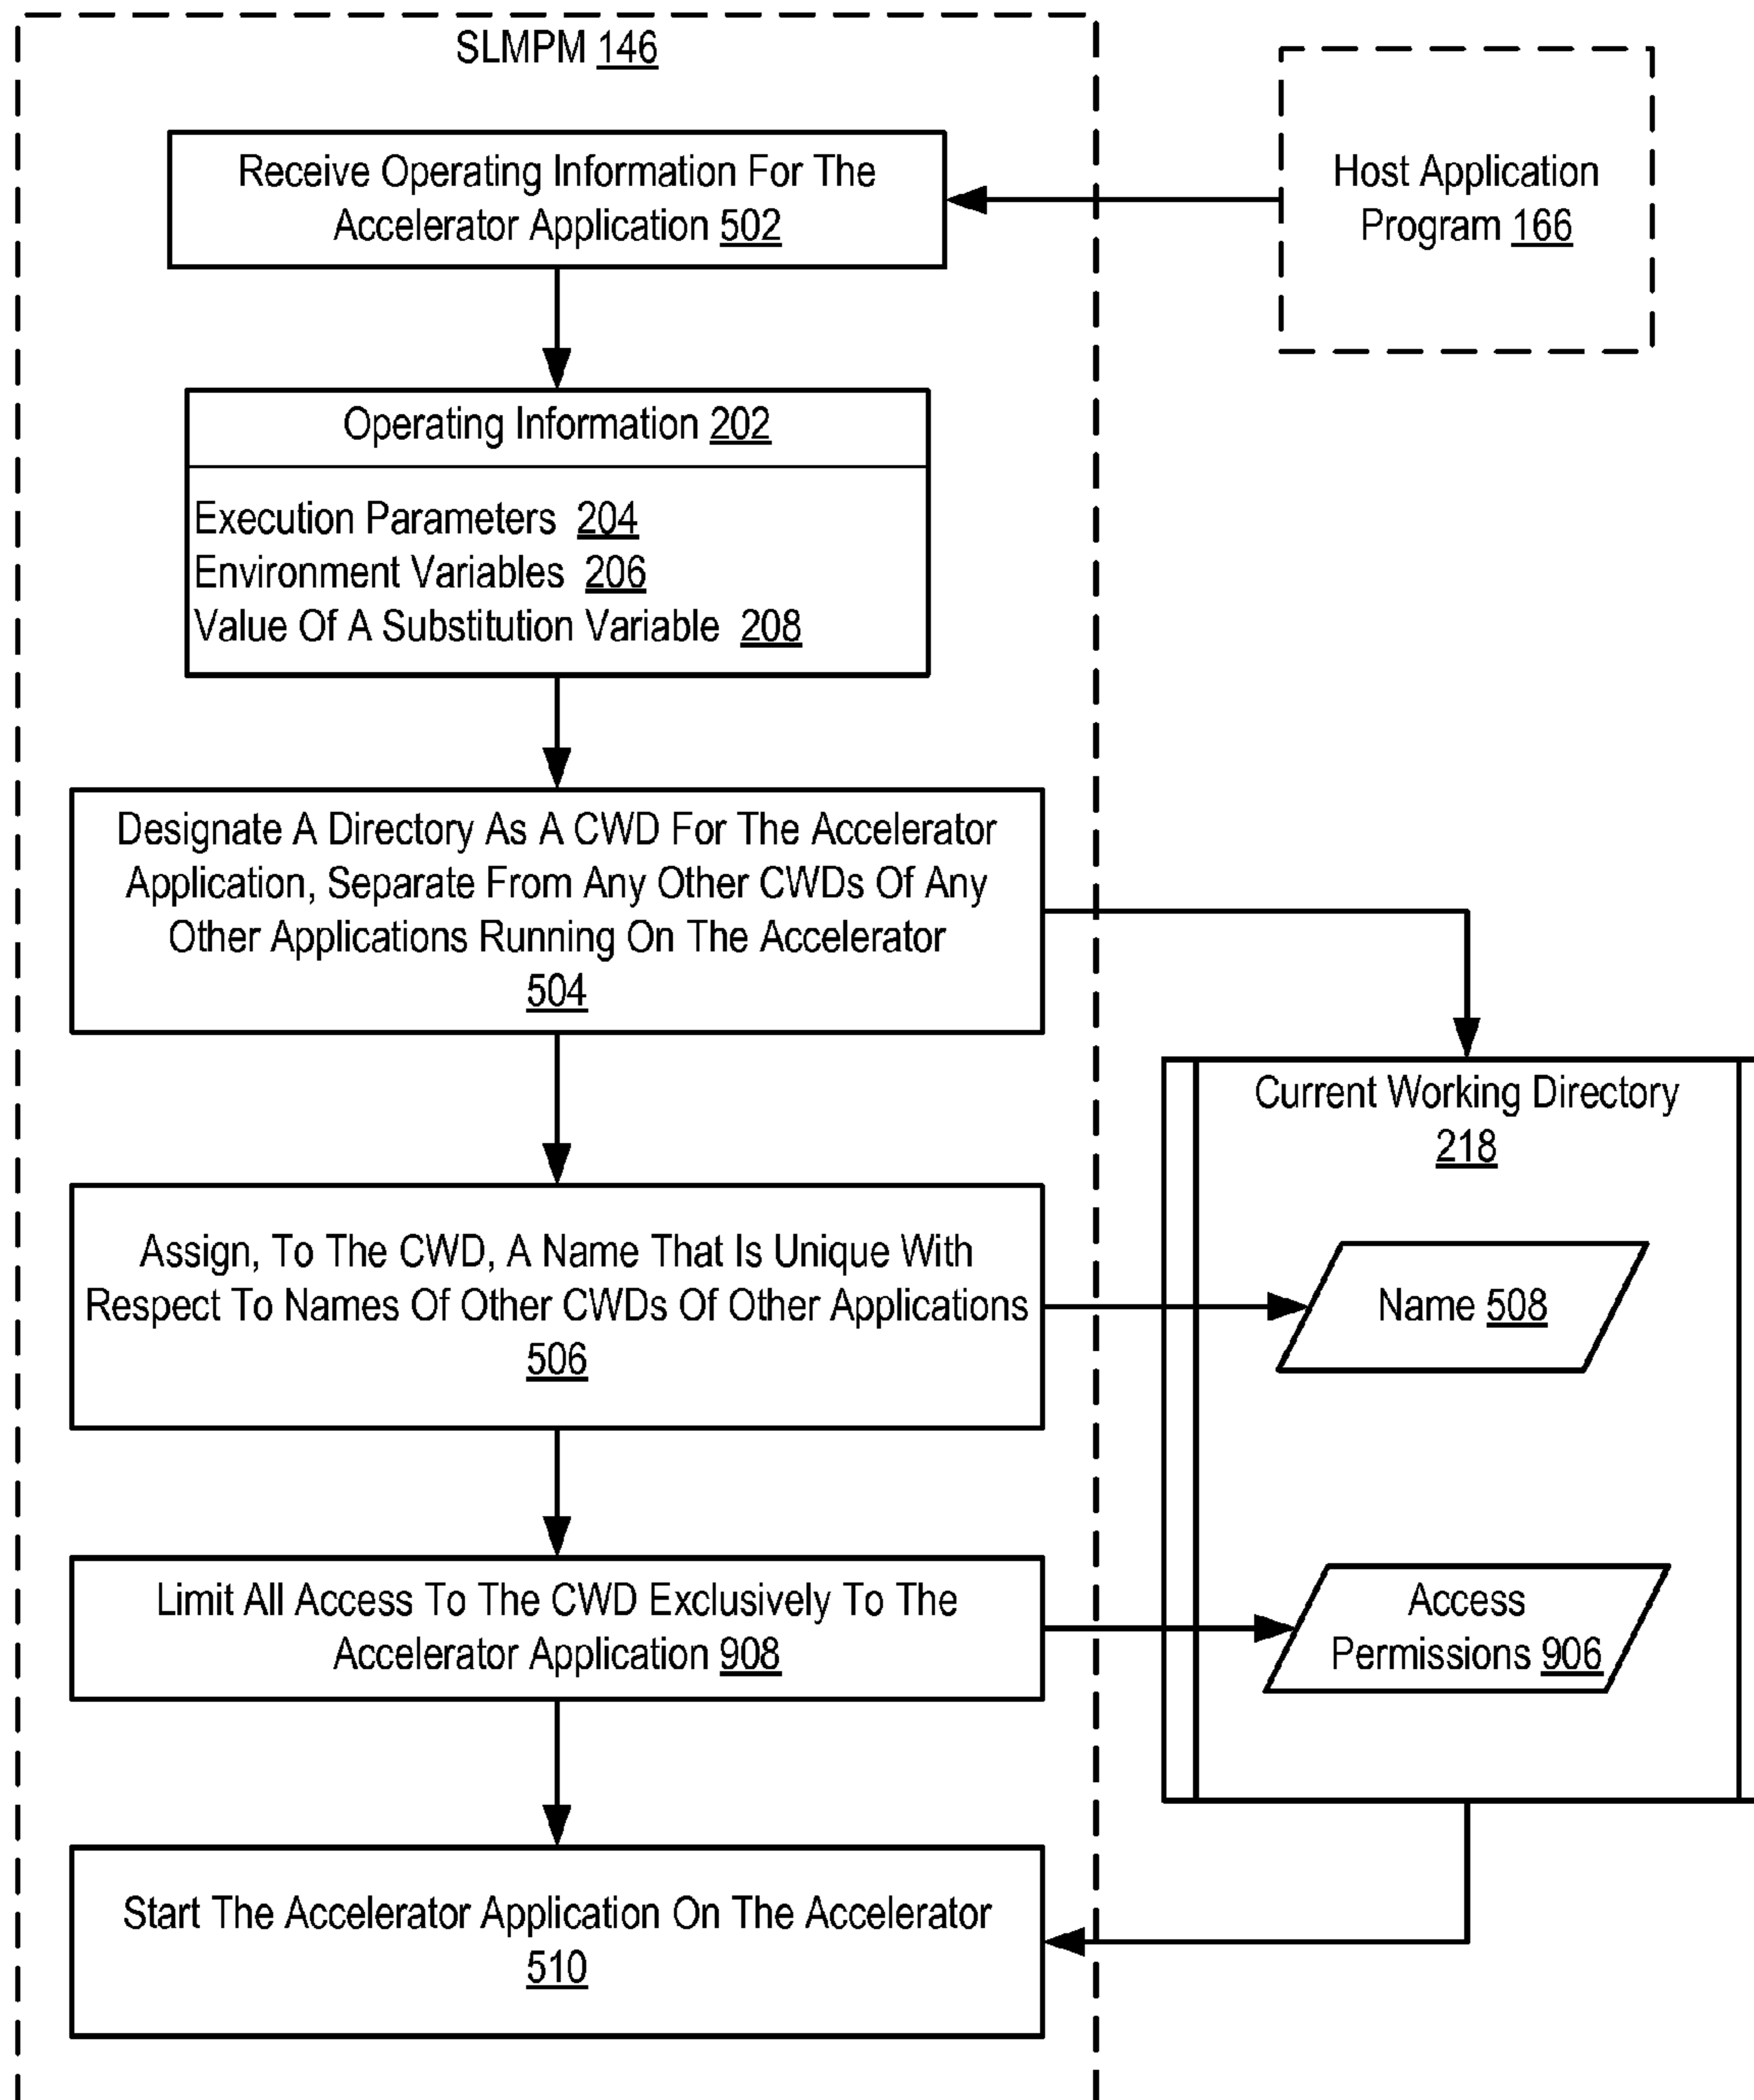 SLMPM 146
Receive Operating Information For The
Accelerator Application 502
Host Application
Program 166
Operating Information 202
Execution Parameters 204
Environment Variables 206
Value Of A Substitution Variable 208
Designate A Directory As A CWD For The Accelerator
Application, Separate From Any Other CWDs Of Any
Other Applications Running On The Accelerator
504
Current Working Directory
218
Assign, To The CWD, A Name That Is Unique With
Respect To Names Of Other CWDs Of Other Applications
506
Name 508
Limit All Access To The CWD Exclusively To The
Accelerator Application 908
Access
Permissions 906
Start The Accelerator Application On The Accelerator
510